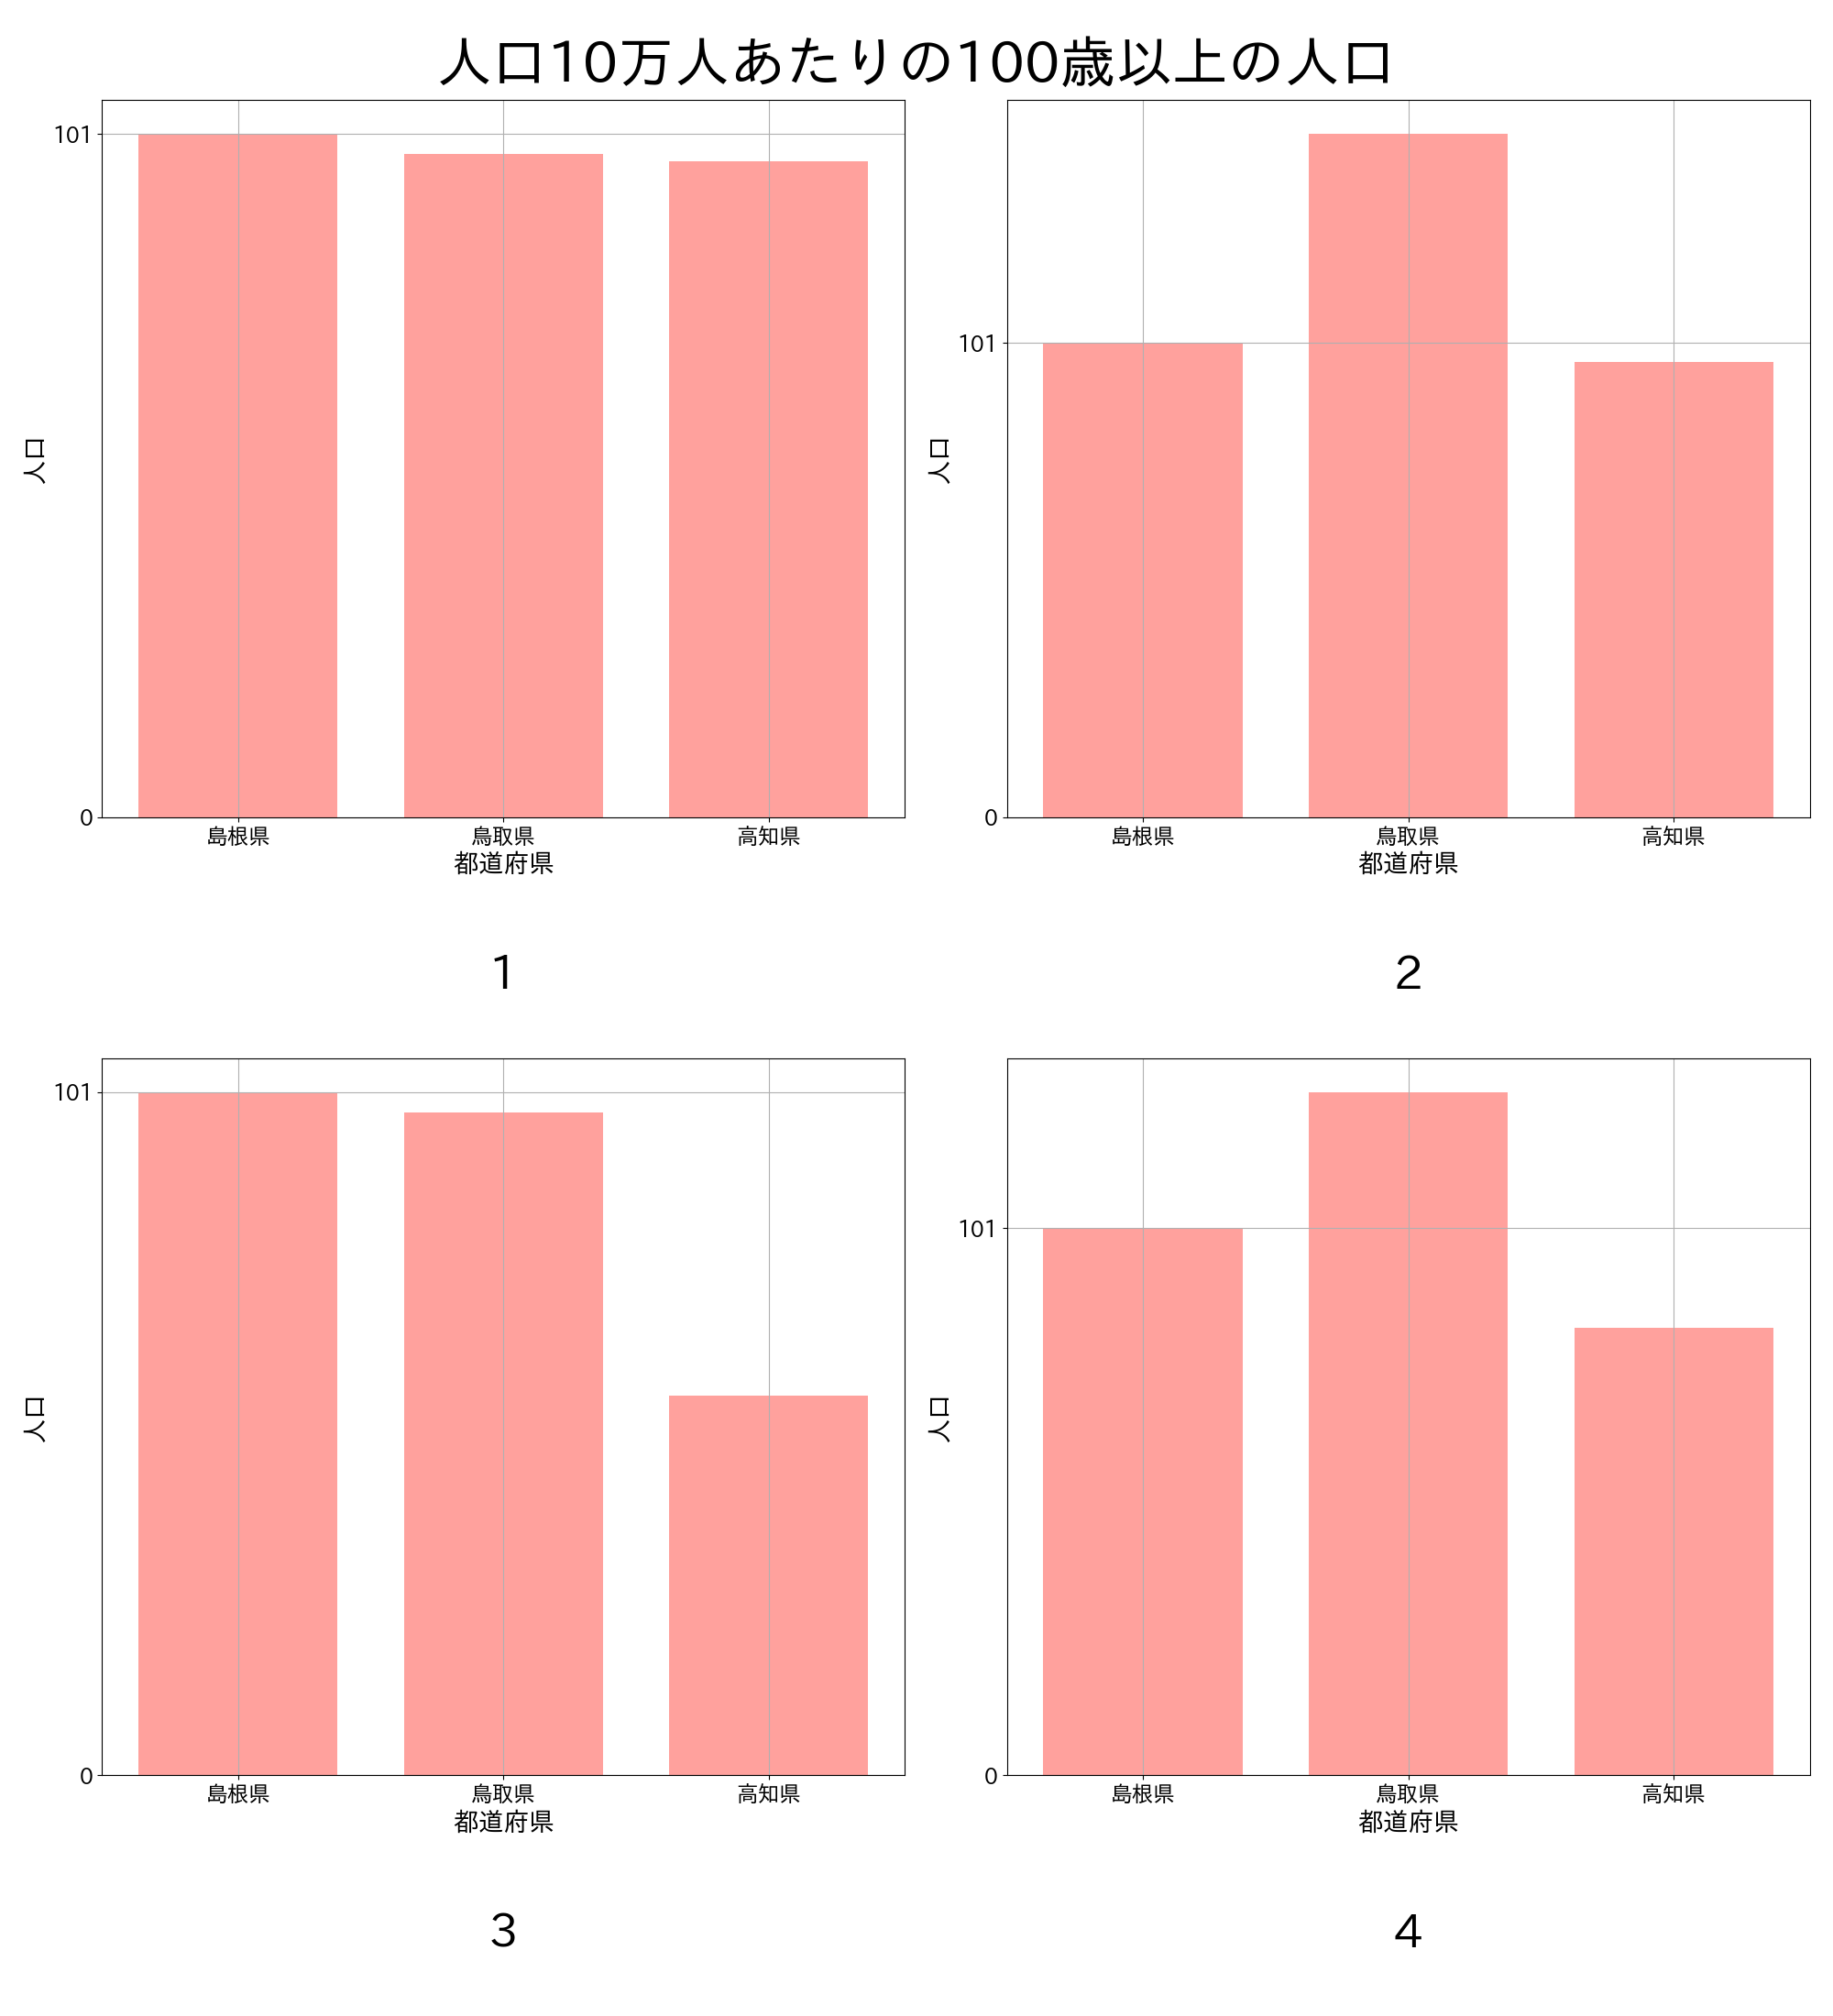 人口10万人あたりの100歳以上の人口
101
人口
0
島根県 鳥取県 高知県
都道府県
1
101
人口
0
島根県 鳥取県 高知県
都道府県
2
101
人口
0
島根県 鳥取県 高知県
都道府県
3
101
人口
0
島根県 鳥取県 高知県
都道府県
4